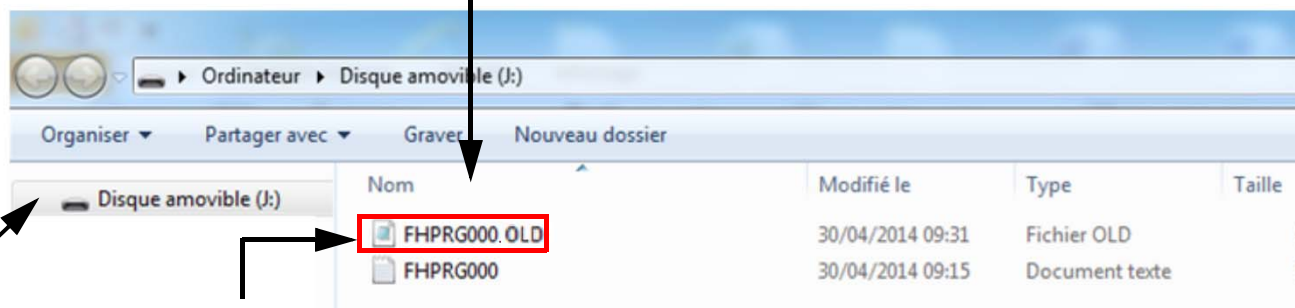 Ordinateur Disque amovible (J:)
Organiser Partager avec Graver Nouveau dossier
Disque amovible (J:)
Nom Modifié le Type Taille
FHPRG000.OLD 30/04/2014 09:31 Fichier OLD
FHPRG000 30/04/2014 09:15 Document texte